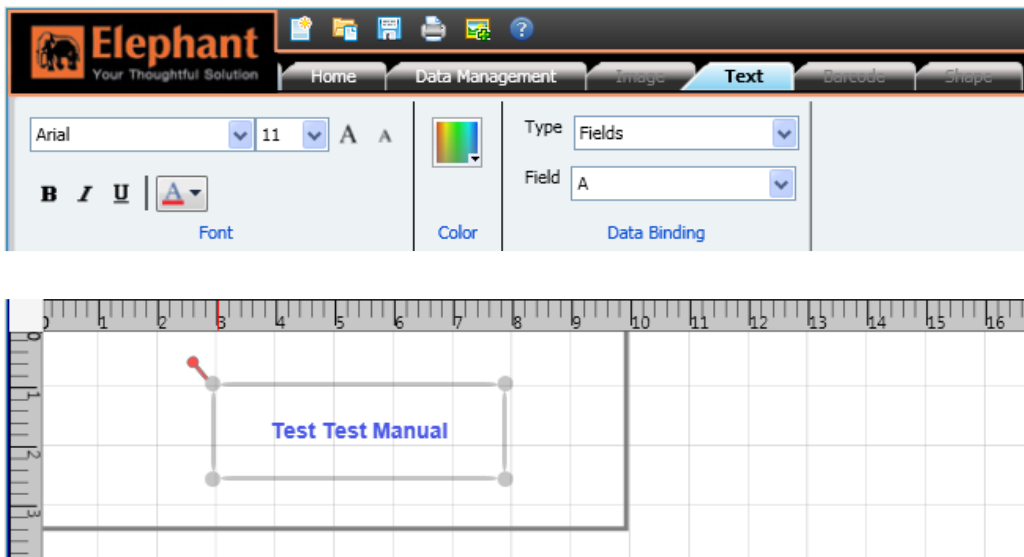 Elephant
Your Thoughtful Solution
Home Data Management Image Text Barcode Shape
Arial 11 A A
Type Fields
Field A
B I U A
Font Color Data Binding
0 1 2 3 4 5 6 7 8 9 10 11 12 13 14 15 16
0
1
2
3
Test Test Manual